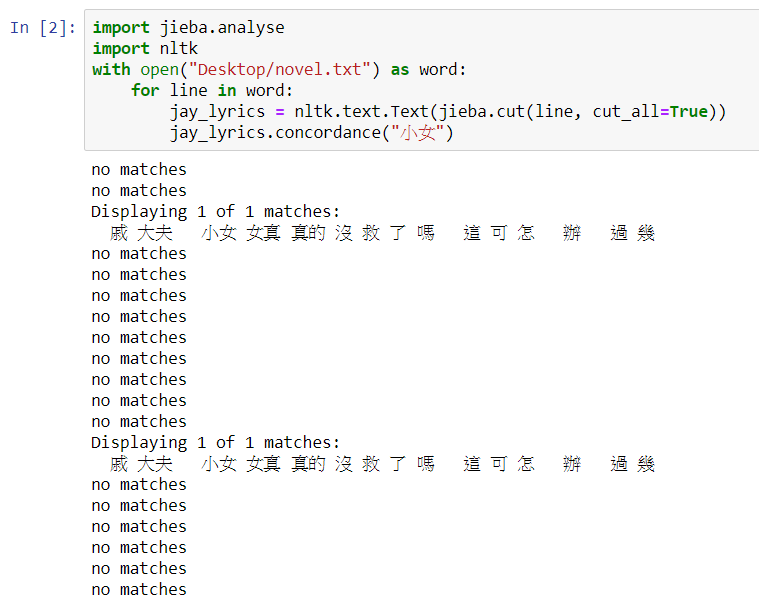 In [2]: import jieba.analyse
import nltk
with open("Desktop/novel.txt") as word:
    for line in word:
        jay_lyrics = nltk.text.Text(jieba.cut(line, cut_all=True))
        jay_lyrics.concordance("小女")
no matches
no matches
Displaying 1 of 1 matches:
  戚 大夫   小女 女真 真的 沒 救 了 嗎   這 可 怎   辦   過 幾
no matches
no matches
no matches
no matches
no matches
no matches
no matches
no matches
no matches
Displaying 1 of 1 matches:
  戚 大夫   小女 女真 真的 沒 救 了 嗎   這 可 怎   辦   過 幾
no matches
no matches
no matches
no matches
no matches
no matches